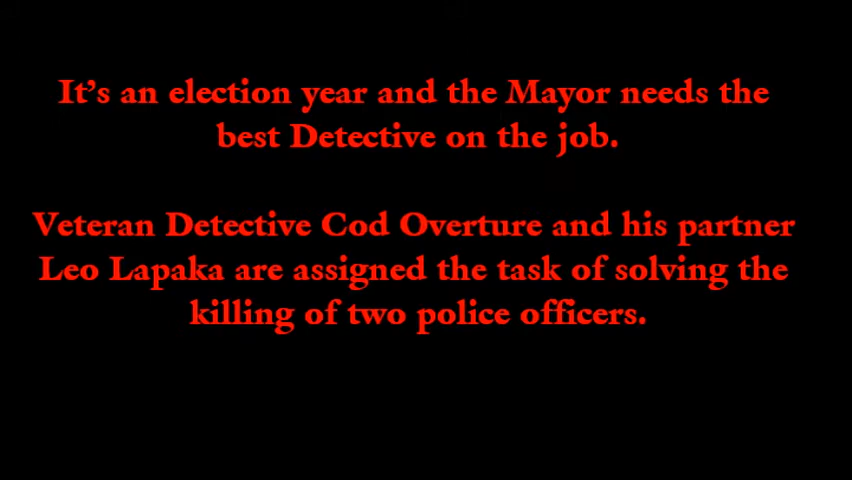 It’s an election year and the Mayor needs the
best Detective on the job.
Veteran Detective Cod Overture and his partner
Leo Lapaka are assigned the task of solving the
killing of two police officers.